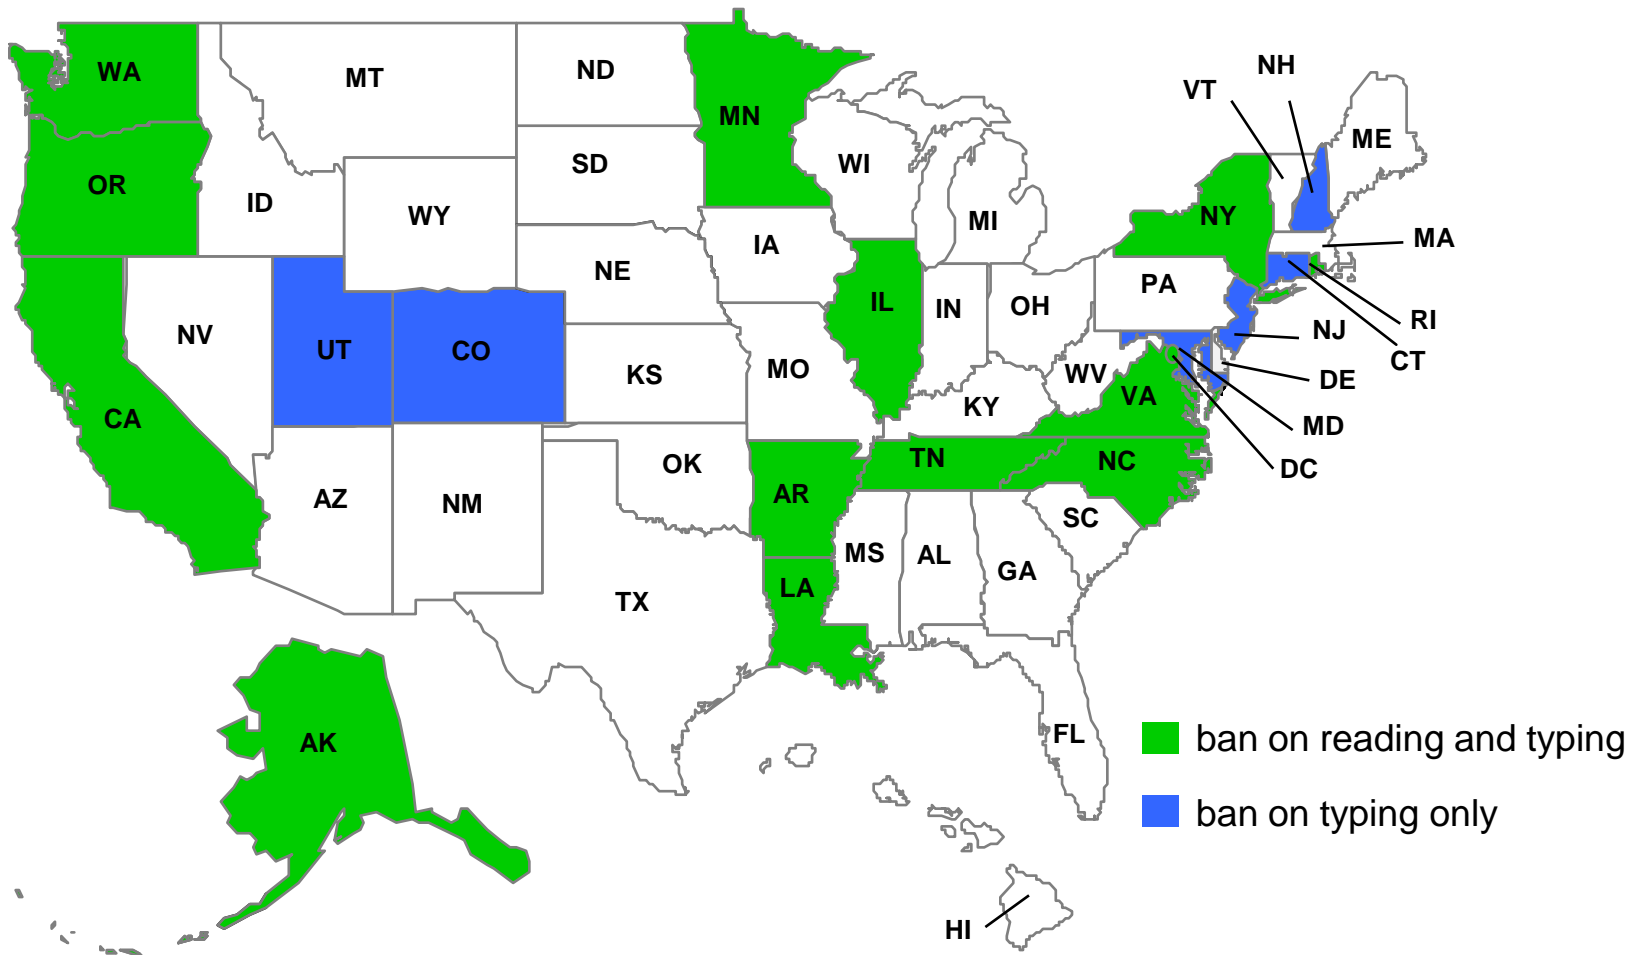 WA
MT
ND
MN
VT
NH
ME
OR
ID
WY
SD
WI
MI
NY
MA
IA
NE
NV
UT
CO
IL
IN
OH
PA
NJ
RI
CT
KS
MO
WV
DE
CA
KY
VA
MD
DC
AZ
NM
OK
AR
TN
NC
SC
MS
AL
GA
TX
LA
FL
AK
HI
ban on reading and typing
ban on typing only